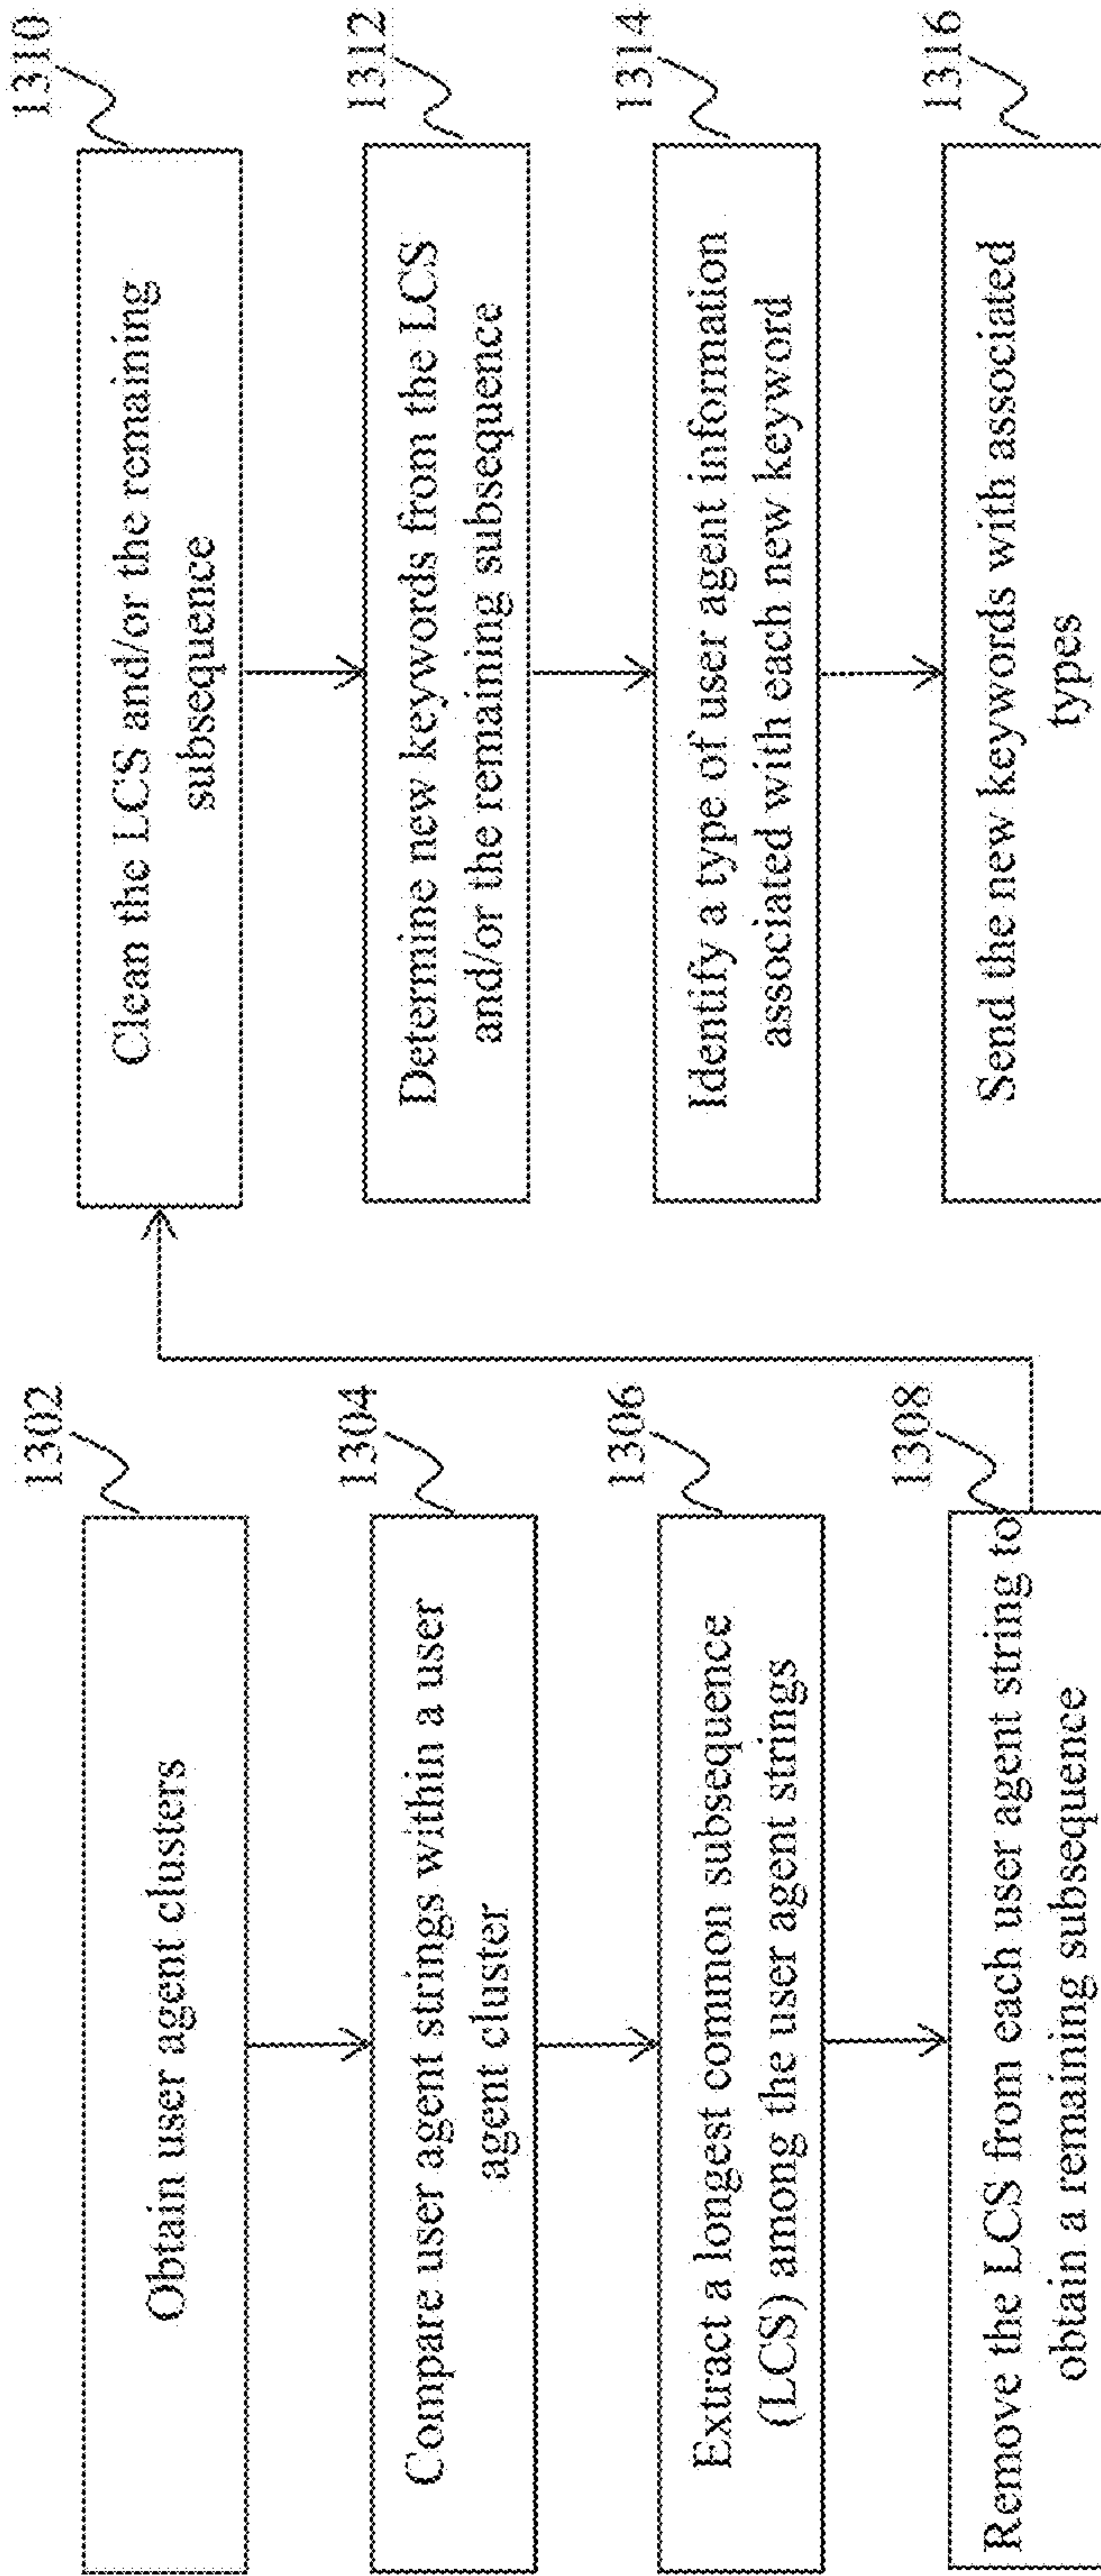 1302
Obtain user agent clusters
1304
Compare user agent strings within a user
agent cluster
1306
Extract a longest common subsequence
(LCS) among the user agent strings
1308
Remove the LCS from each user agent string to
obtain a remaining subsequence
1310
Clean the LCS and/or the remaining
subsequence
1312
Determine new keywords from the LCS
and/or the remaining subsequence
1314
Identify a type of user agent information
associated with each new keyword
1316
Send the new keywords with associated
types